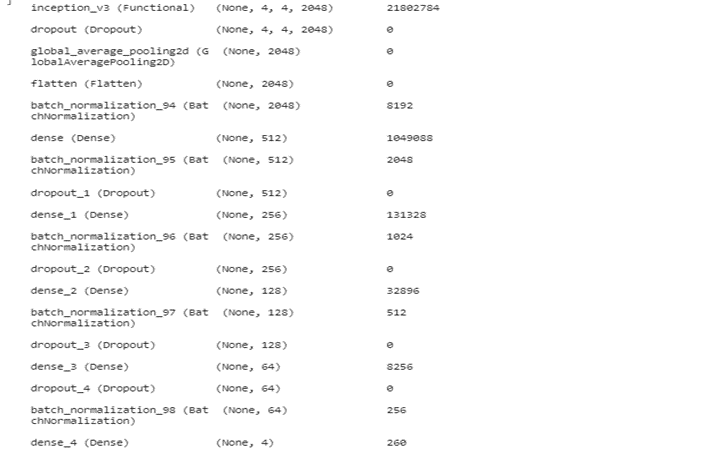 inception_v3 (Functional) (None, 4, 4, 2048) 21802784
dropout (Dropout) (None, 4, 4, 2048) 0
global_average_pooling2d (G (None, 2048) 0
lobalAveragePooling2D)
flatten (Flatten) (None, 2048) 0
batch_normalization_94 (Bat (None, 2048) 8192
chNormalization)
dense (Dense) (None, 512) 1049088
batch_normalization_95 (Bat (None, 512) 2048
chNormalization)
dropout_1 (Dropout) (None, 512) 0
dense_1 (Dense) (None, 256) 131328
batch_normalization_96 (Bat (None, 256) 1024
chNormalization)
dropout_2 (Dropout) (None, 256) 0
dense_2 (Dense) (None, 128) 32896
batch_normalization_97 (Bat (None, 128) 512
chNormalization)
dropout_3 (Dropout) (None, 128) 0
dense_3 (Dense) (None, 64) 8256
dropout_4 (Dropout) (None, 64) 0
batch_normalization_98 (Bat (None, 64) 256
chNormalization)
dense_4 (Dense) (None, 4) 260